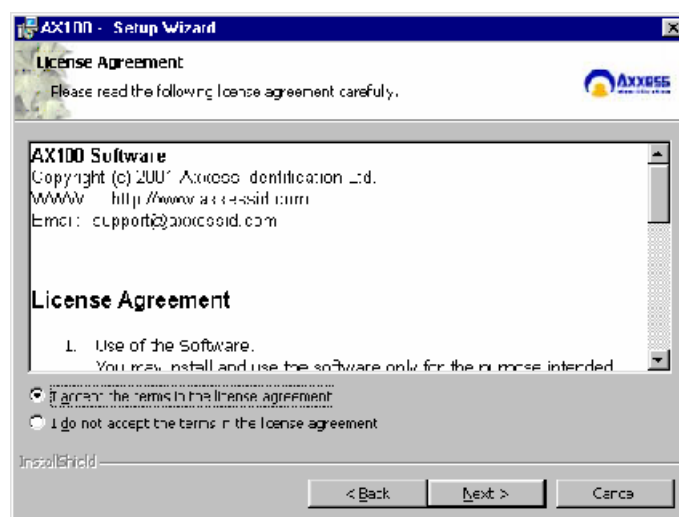 AX100 - Setup Wizard
License Agreement
Please read the following license agreement carefully.
AXXESS
AX100 Software
Copyright (c) 2001 Axxess Identification Ltd.
WWW: http://www.axxessid.com
Email: support@axxessid.com
License Agreement
1. Use of the Software.
You may install and use the software only for the purpose intended
I accept the terms in the license agreement
I do not accept the terms in the license agreement
InstallShield
< Back
Next >
Cancel